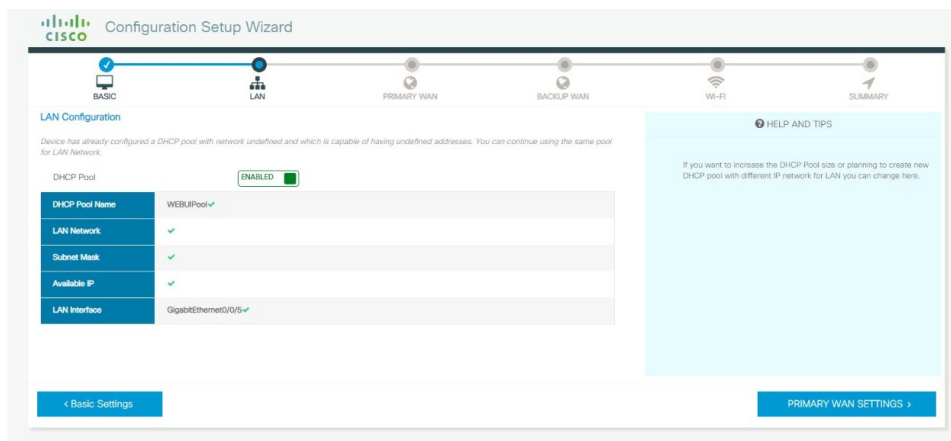 CISCO
Configuration Setup Wizard
BASIC
LAN
PRIMARY WAN
BACKUP WAN
WI-FI
SUMMARY
LAN Configuration
Device has already configured a DHCP pool with network undefined and which is capable of having undefined addresses. You can continue using the same pool
for LAN Network.
DHCP Pool
ENABLED
DHCP Pool Name
WEBUIPool
LAN Network
Subnet Mask
Available IP
LAN Interface
GigabitEthernet0/0/5
HELP AND TIPS
If you want to increase the DHCP Pool size or planning to create new
DHCP pool with different IP network for LAN you can change here.
< Basic Settings
PRIMARY WAN SETTINGS >